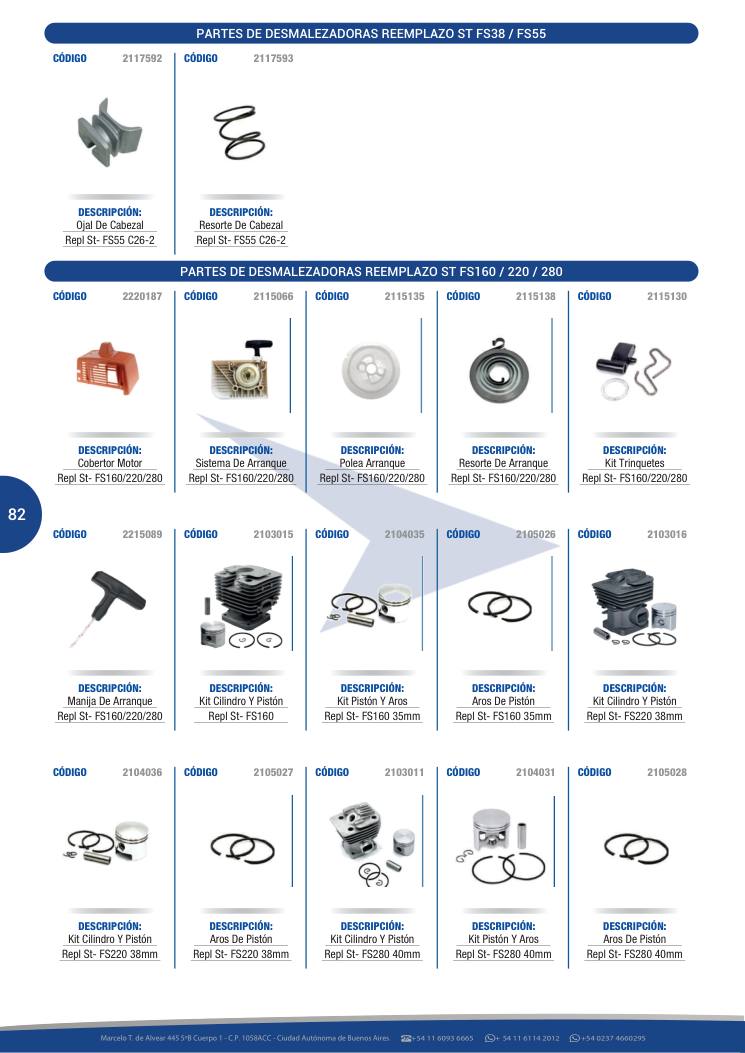 PARTES DE DESMALEZADORAS REEMPLAZO ST FS38 / FS55
CÓDIGO 2117592
DESCRIPCIÓN:
Ojal De Cabezal
Repl St- FS55 C26-2
CÓDIGO 2117593
DESCRIPCIÓN:
Resorte De Cabezal
Repl St- FS55 C26-2
PARTES DE DESMALEZADORAS REEMPLAZO ST FS160 / 220 / 280
CÓDIGO 2220187
DESCRIPCIÓN:
Cobertor Motor
Repl St- FS160/220/280
CÓDIGO 2115066
DESCRIPCIÓN:
Sistema De Arranque
Repl St- FS160/220/280
CÓDIGO 2115135
DESCRIPCIÓN:
Polea Arranque
Repl St- FS160/220/280
CÓDIGO 2115138
DESCRIPCIÓN:
Resorte De Arranque
Repl St- FS160/220/280
CÓDIGO 2115130
DESCRIPCIÓN:
Kit Trinquetes
Repl St- FS160/220/280
82
CÓDIGO 2215089
DESCRIPCIÓN:
Manija De Arranque
Repl St- FS160/220/280
CÓDIGO 2103015
DESCRIPCIÓN:
Kit Cilindro Y Pistón
Repl St- FS160
CÓDIGO 2104035
DESCRIPCIÓN:
Kit Pistón Y Aros
Repl St- FS160 35mm
CÓDIGO 2105026
DESCRIPCIÓN:
Aros De Pistón
Repl St- FS160 35mm
CÓDIGO 2103016
DESCRIPCIÓN:
Kit Cilindro Y Pistón
Repl St- FS220 38mm
CÓDIGO 2104036
DESCRIPCIÓN:
Kit Cilindro Y Pistón
Repl St- FS220 38mm
CÓDIGO 2105027
DESCRIPCIÓN:
Aros De Pistón
Repl St- FS220 38mm
CÓDIGO 2103011
DESCRIPCIÓN:
Kit Cilindro Y Pistón
Repl St- FS280 40mm
CÓDIGO 2104031
DESCRIPCIÓN:
Kit Pistón Y Aros
Repl St- FS280 40mm
CÓDIGO 2105028
DESCRIPCIÓN:
Aros De Pistón
Repl St- FS280 40mm
Marcelo T. de Alvear 445 5ºB Cuerpo 1 - C.P. 1058ACC - Ciudad Autónoma de Buenos Aires. +54 11 6093 6665 + 54 11 6114 2012 +54 0237 4660295